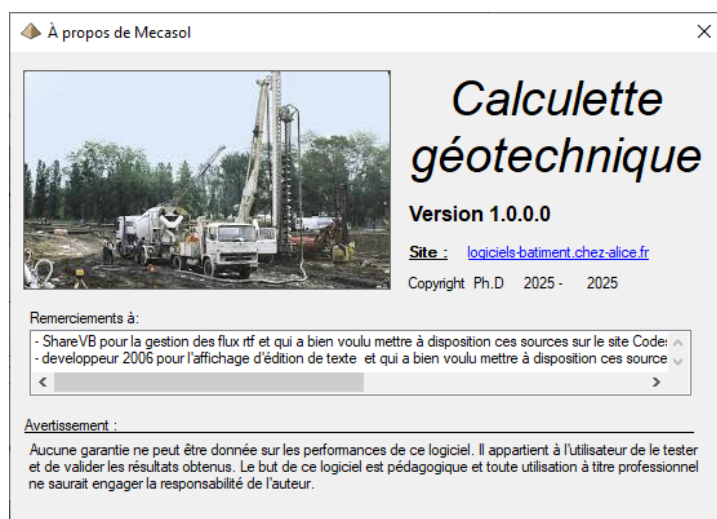 À propos de Mecasol
Calculette
géotechnique
Version 1.0.0.0
Site : logiciels-batiment.chez-alice.fr
Copyright Ph.D 2025 - 2025
Remerciements à:
- ShareVB pour la gestion des flux rtf et qui a bien voulu mettre à disposition ces sources sur le site Code
- developpeur 2006 pour l'affichage d'édition de texte et qui a bien voulu mettre à disposition ces source
Avertissement :
Aucune garantie ne peut être donnée sur les performances de ce logiciel. Il appartient à l'utilisateur de le tester
et de valider les résultats obtenus. Le but de ce logiciel est pédagogique et toute utilisation à titre professionnel
ne saurait engager la responsabilité de l'auteur.